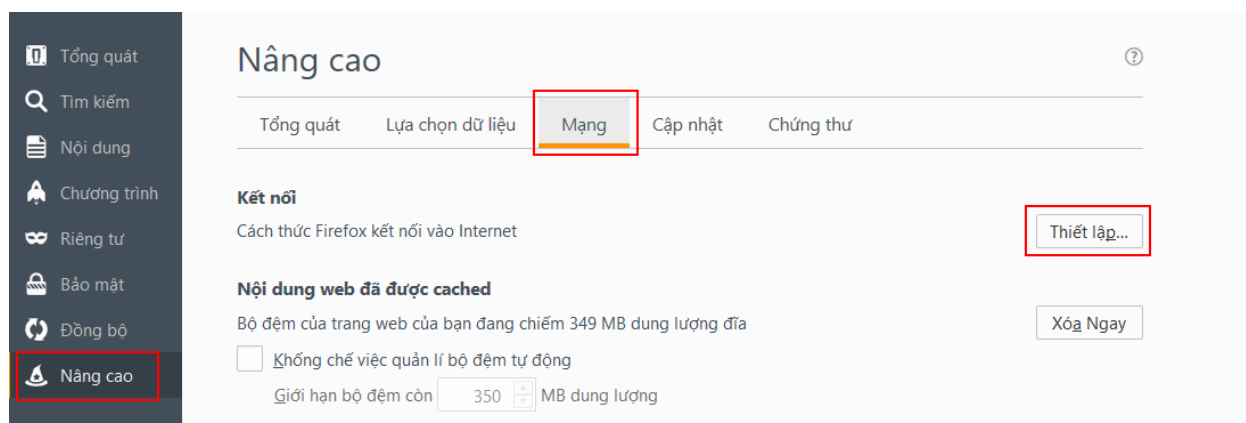 Tổng quát
Tìm kiếm
Nội dung
Chương trình
Riêng tư
Bảo mật
Đồng bộ
Nâng cao
Nâng cao
?
Tổng quát Lựa chọn dữ liệu Mạng Cập nhật Chứng thư
Kết nối
Cách thức Firefox kết nối vào Internet Thiết lập...
Nội dung web đã được cached
Bộ đệm của trang web của bạn đang chiếm 349 MB dung lượng đĩa Xóa Ngay
Khống chế việc quản lí bộ đệm tự động
Giới hạn bộ đệm còn 350 MB dung lượng